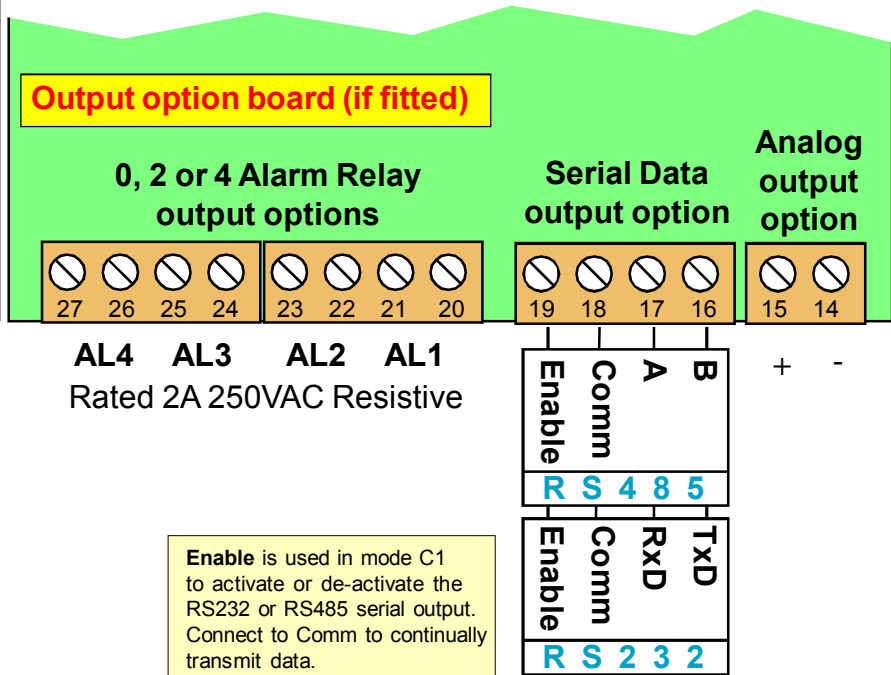 Output option board (if fitted)
0, 2 or 4 Alarm Relay
output options
Serial Data
output option
Analog
output
option
27 26 25 24 23 22 21 20
19 18 17 16
15 14
AL4 AL3 AL2 AL1
Rated 2A 250VAC Resistive
+ -
Enable
Comm
A
B
RS485
Enable
Comm
RxD
TxD
RS232
Enable is used in mode C1
to activate or de-activate the
RS232 or RS485 serial output.
Connect to Comm to continually
transmit data.